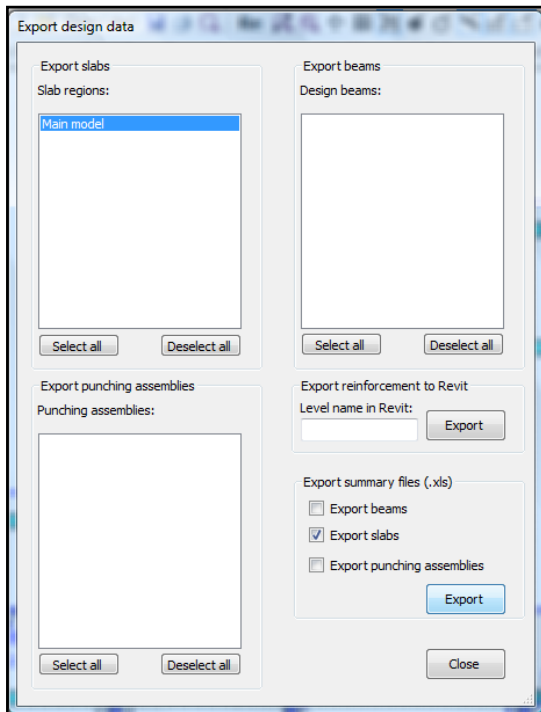 Export design data
Export slabs
Slab regions:
Main model
Select all
Deselect all
Export beams
Design beams:
Select all
Deselect all
Export punching assemblies
Punching assemblies:
Select all
Deselect all
Export reinforcement to Revit
Level name in Revit:
Export
Export summary files (.xls)
Export beams
Export slabs
Export punching assemblies
Export
Close